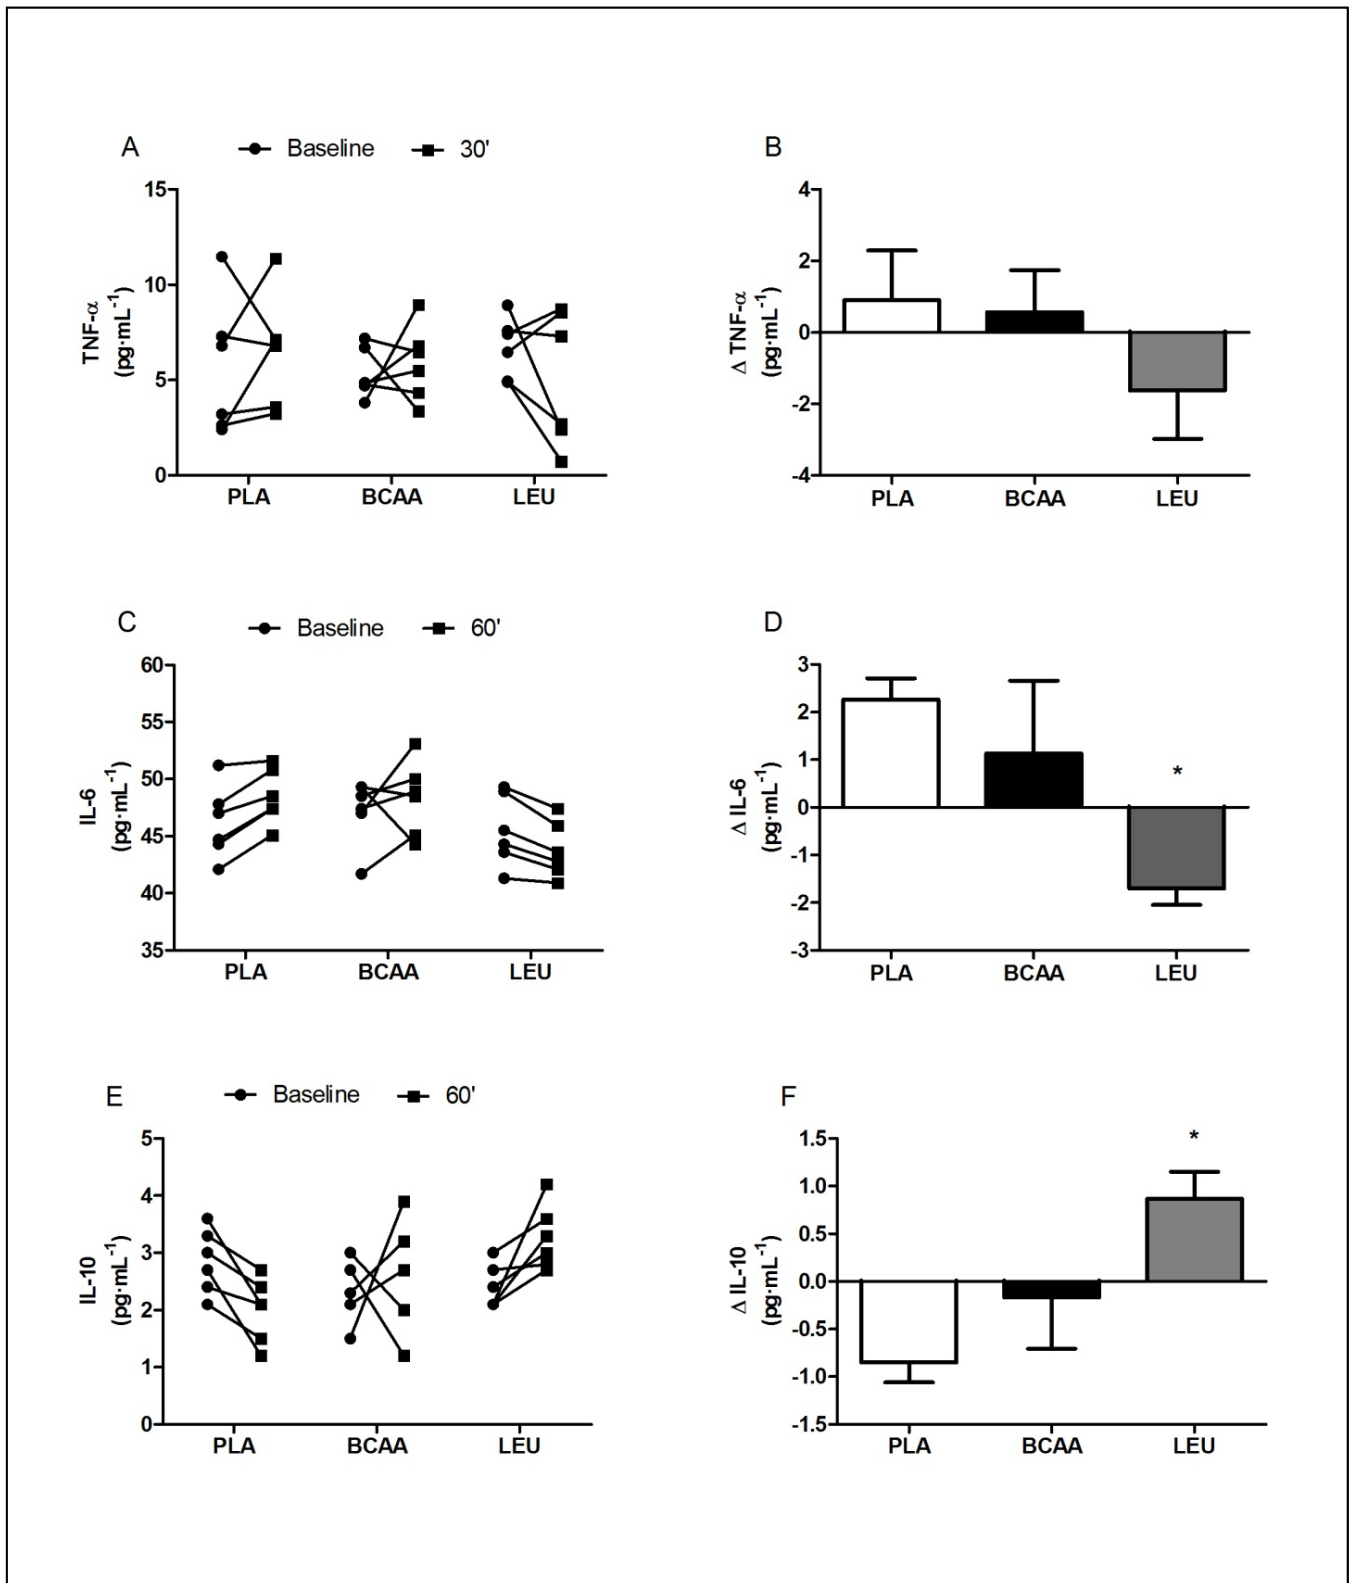 A
Baseline 30'
TNF-α
(pg·mL⁻¹)
15
10
5
0
PLA BCAA LEU
B
Δ TNF-α
(pg·mL⁻¹)
4
2
0
-2
-4
PLA BCAA LEU
C
Baseline 60'
IL-6
(pg·mL⁻¹)
60
55
50
45
40
35
PLA BCAA LEU
D
Δ IL-6
(pg·mL⁻¹)
3
2
1
0
-1
-2
-3
*
PLA BCAA LEU
E
Baseline 60'
IL-10
(pg·mL⁻¹)
5
4
3
2
1
0
PLA BCAA LEU
F
Δ IL-10
(pg·mL⁻¹)
1.5
1.0
0.5
0.0
-0.5
-1.0
-1.5
*
PLA BCAA LEU